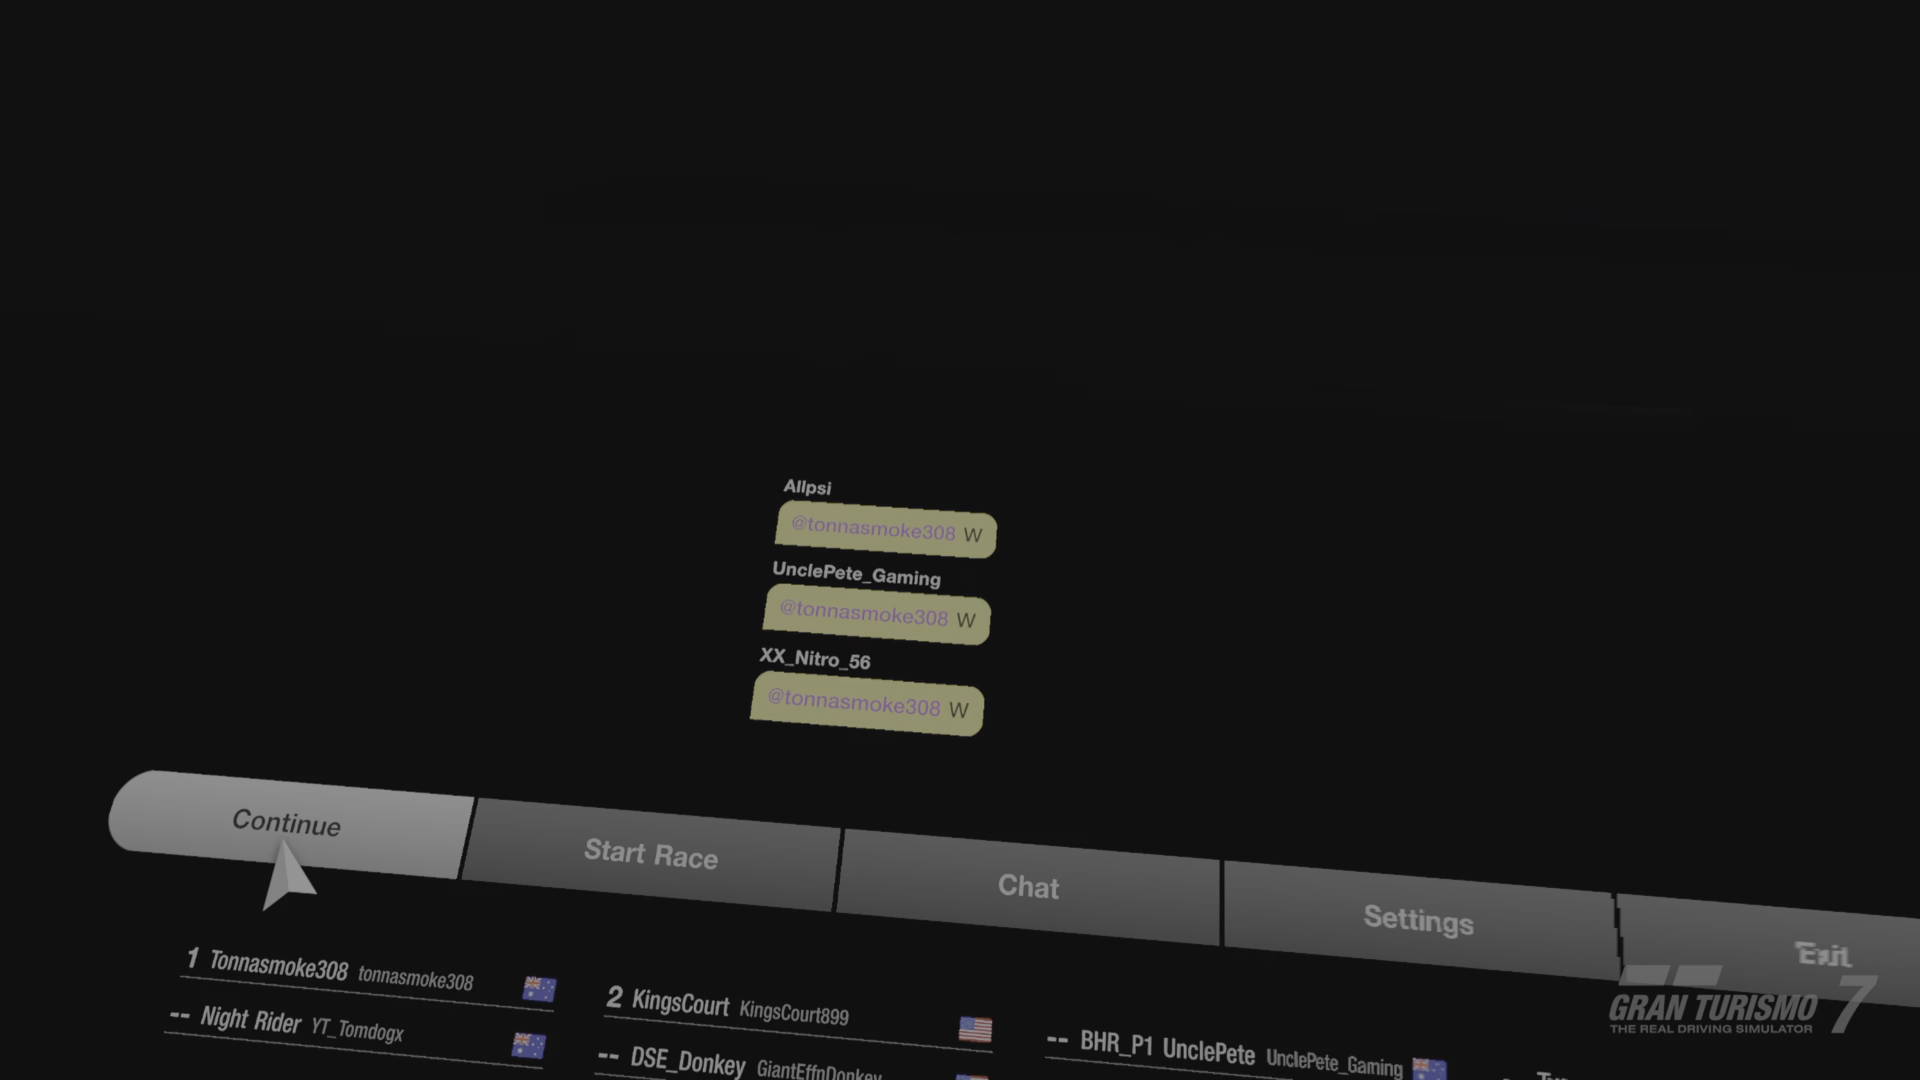 Allpsi
@tonnasmoke308 W
UnclePete_Gaming
@tonnasmoke308 W
XX_Nitro_56
@tonnasmoke308 W
Continue
Start Race
Chat
Settings
Exit
1 Tonnasmoke308 tonnasmoke308
2 KingsCourt KingsCourt899
-- Night Rider YT_Tomdogx
-- DSE_Donkey GiantEffnDonkey
-- BHR_P1 UnclePete UnclePete_Gaming
GRAN TURISMO 7
THE REAL DRIVING SIMULATOR